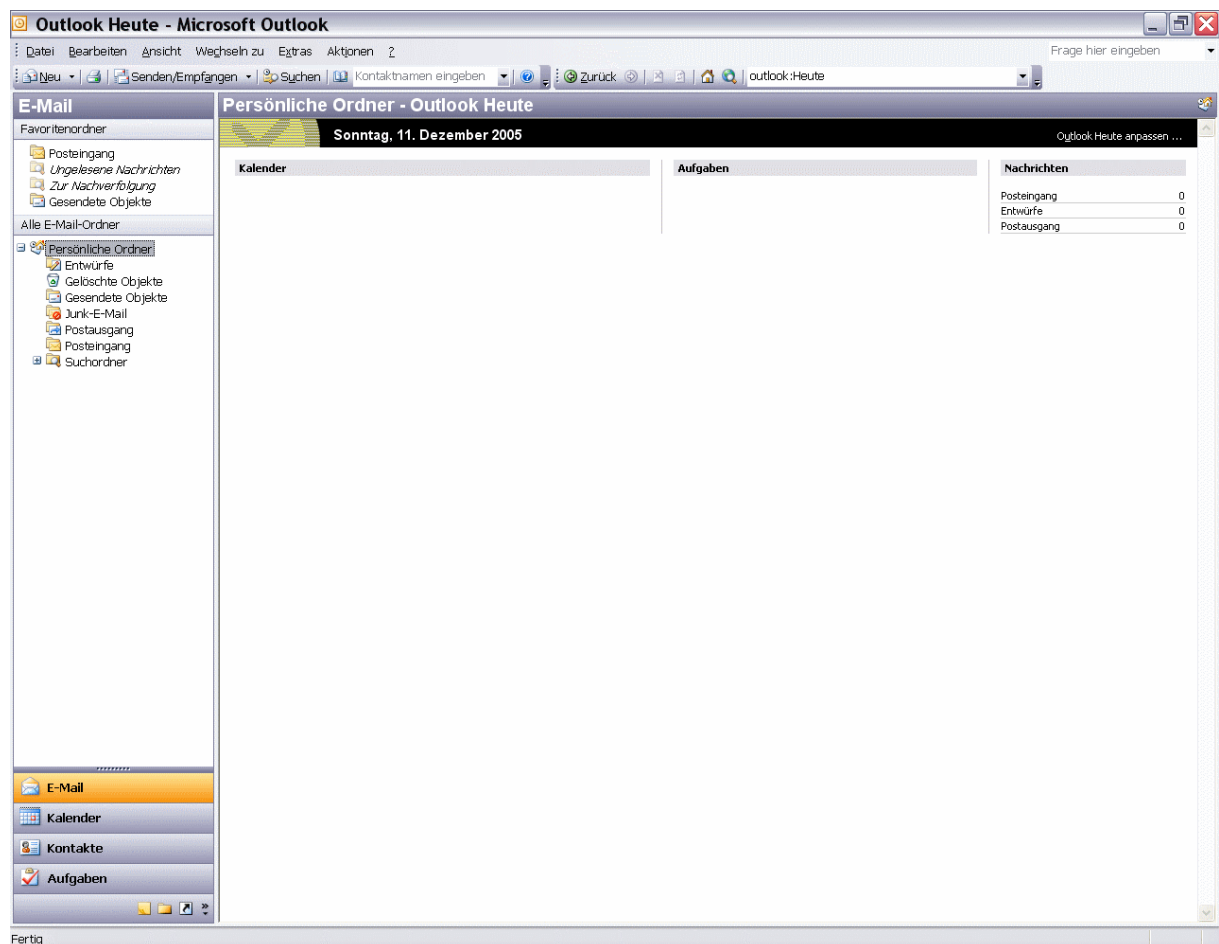 Outlook Heute - Microsoft Outlook
Datei Bearbeiten Ansicht Wechseln zu Extras Aktionen ?
Frage hier eingeben
Neu Senden/Empfangen Suchen Kontaktnamen eingeben Zurück outlook:Heute
E-Mail
Favoritenordner
Posteingang
Ungelesene Nachrichten
Zur Nachverfolgung
Gesendete Objekte
Alle E-Mail-Ordner
Persönliche Ordner
Entwürfe
Gelöschte Objekte
Gesendete Objekte
Junk-E-Mail
Postausgang
Posteingang
Suchordner
E-Mail
Kalender
Kontakte
Aufgaben
Persönliche Ordner - Outlook Heute
Sonntag, 11. Dezember 2005
Outlook Heute anpassen ...
Kalender
Aufgaben
Nachrichten
Posteingang 0
Entwürfe 0
Postausgang 0
Fertig